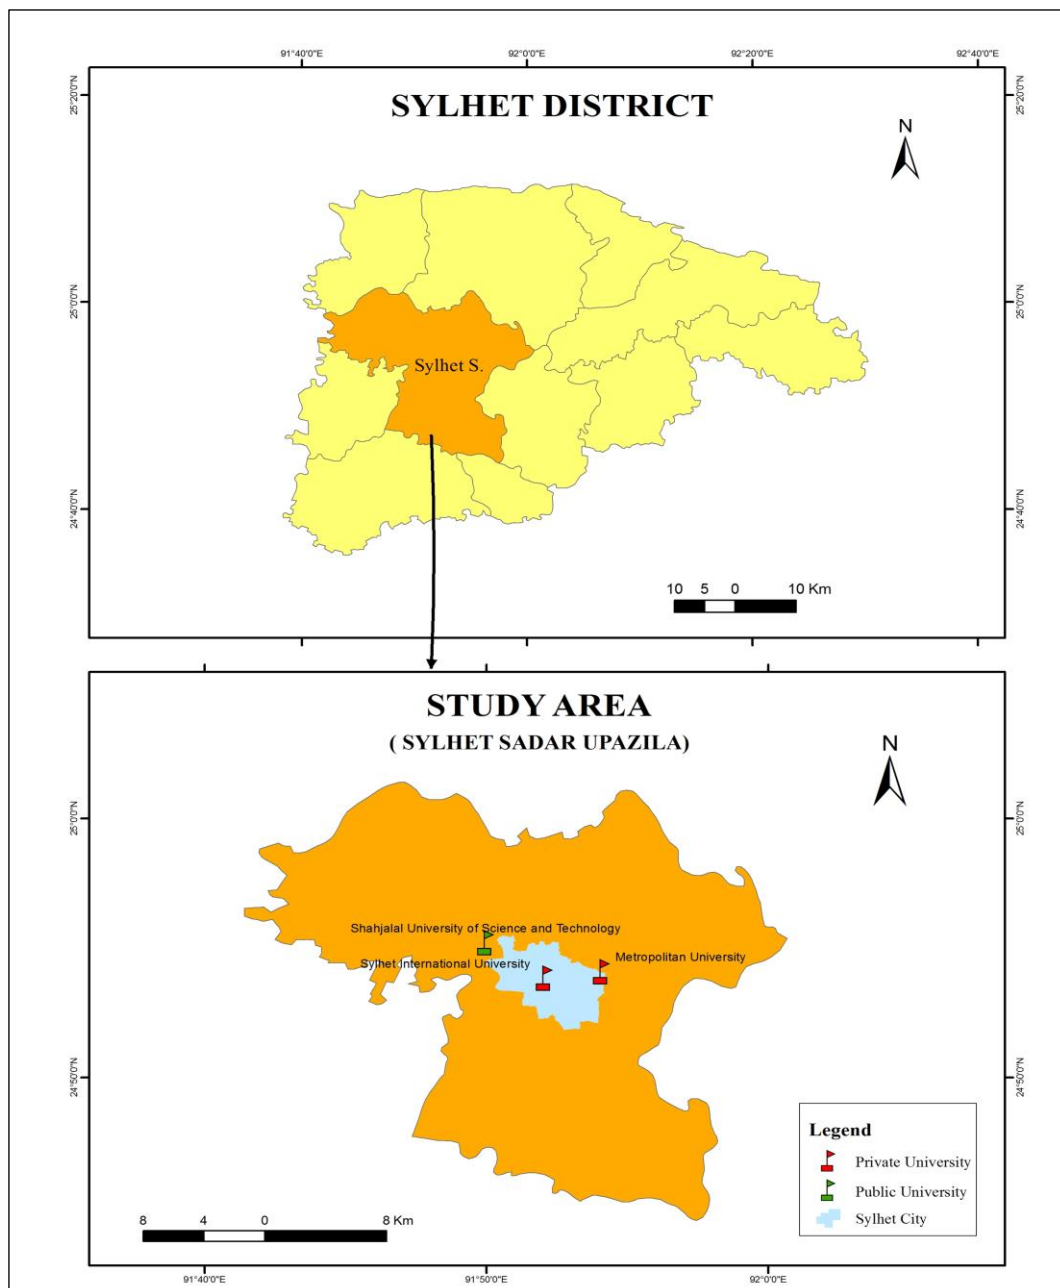 91°40'0"E 92°0'0"E 92°20'0"E 92°40'0"E
SYLHET DISTRICT
N
25°20'0"N 25°20'0"N
25°0'0"N 25°0'0"N
Sylhet S.
24°40'0"N 24°40'0"N
10 5 0 10 Km
STUDY AREA
( SYLHET SADAR UPAZILA)
N
25°0'0"N 25°0'0"N
Shahjalal University of Science and Technology
Metropolitan University
Sylhet International University
24°50'0"N 24°50'0"N
Legend
Private University
Public University
Sylhet City
8 4 0 8 Km
91°40'0"E 91°50'0"E 92°0'0"E